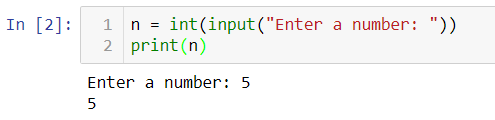 In [2]: 1 n = int(input("Enter a number: "))
2 print(n)
Enter a number: 5
5